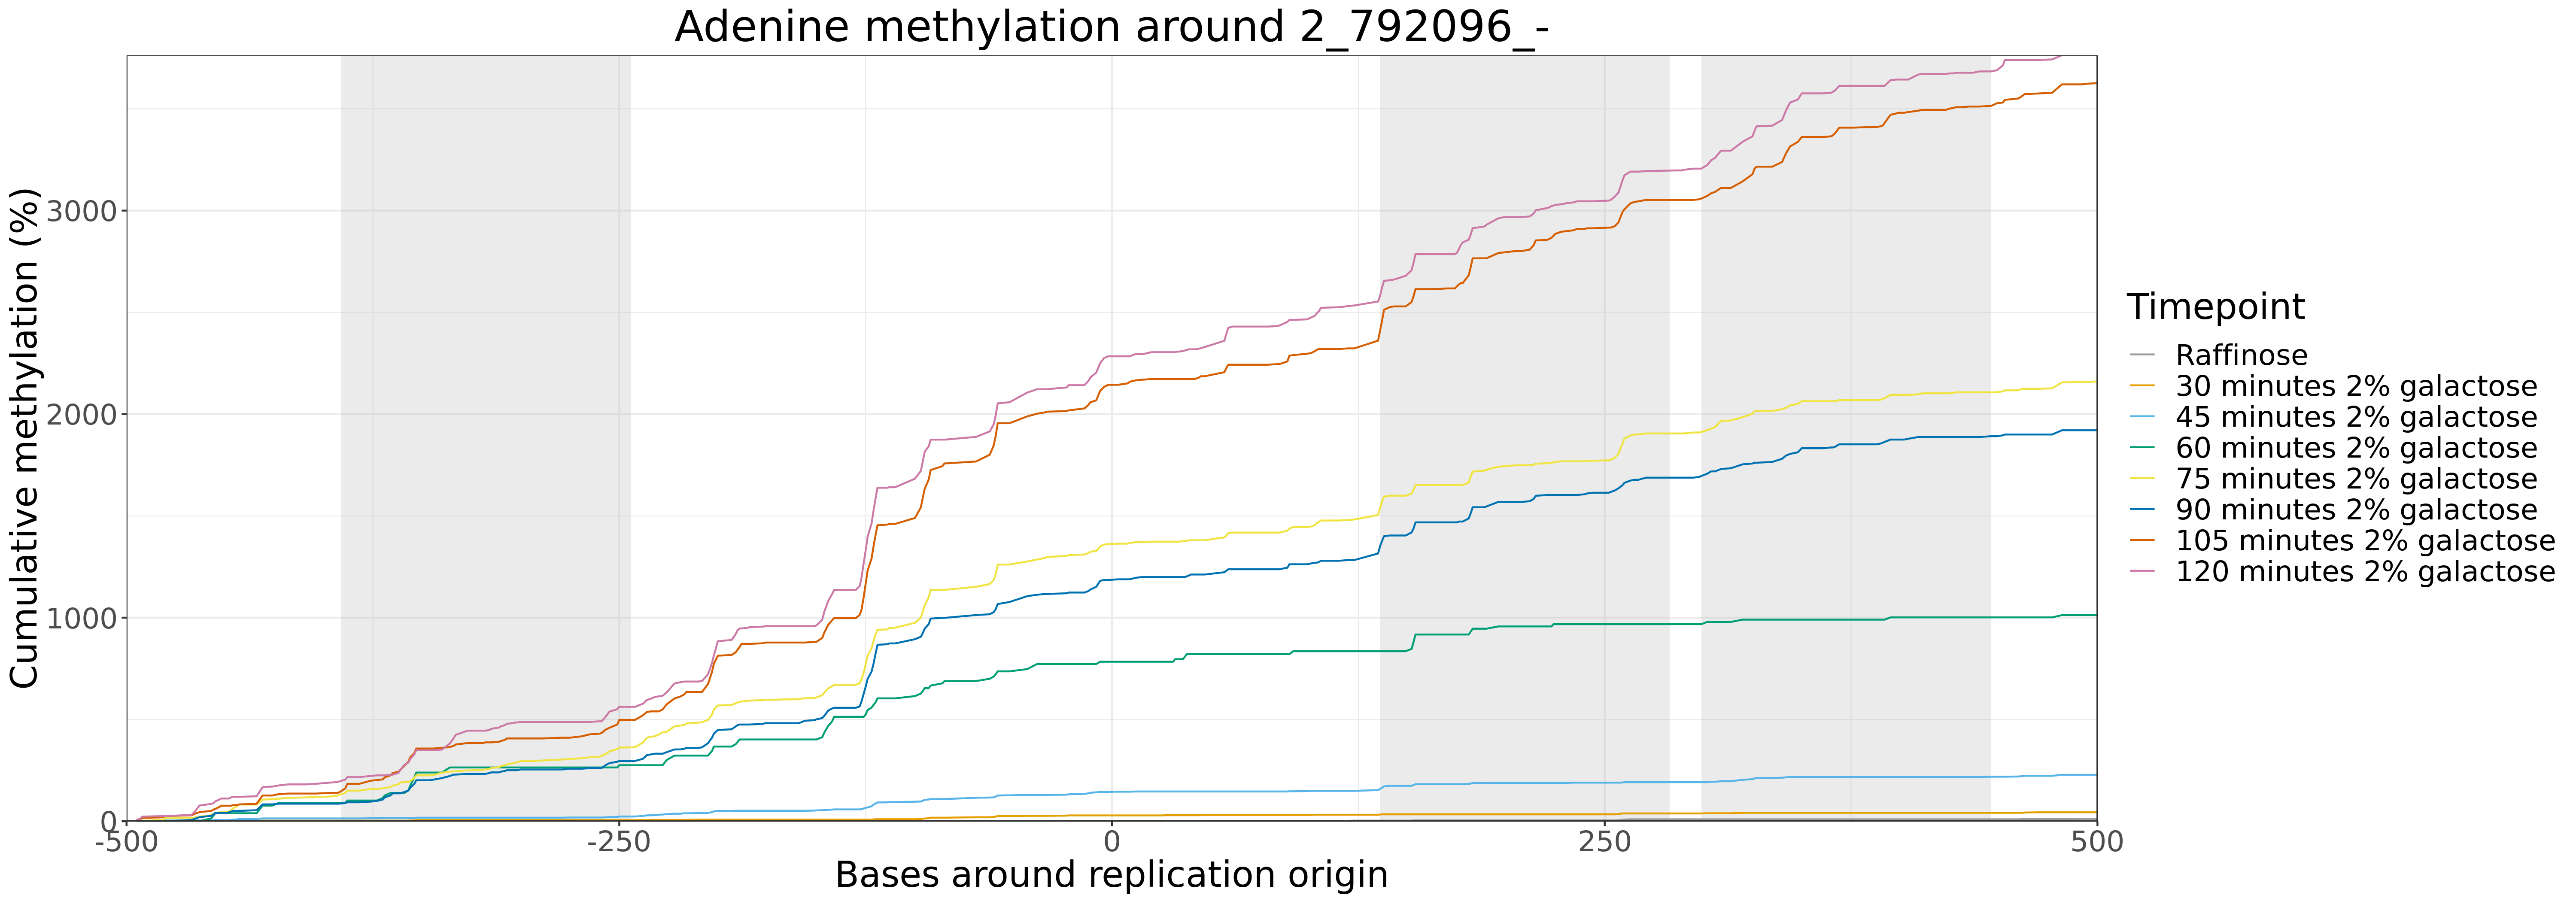 Adenine methylation around 2_792096_-
Cumulative methylation (%)
3000
2000
1000
0
-500
-250
0
250
500
Bases around replication origin
Timepoint
Raffinose
30 minutes 2% galactose
45 minutes 2% galactose
60 minutes 2% galactose
75 minutes 2% galactose
90 minutes 2% galactose
105 minutes 2% galactose
120 minutes 2% galactose